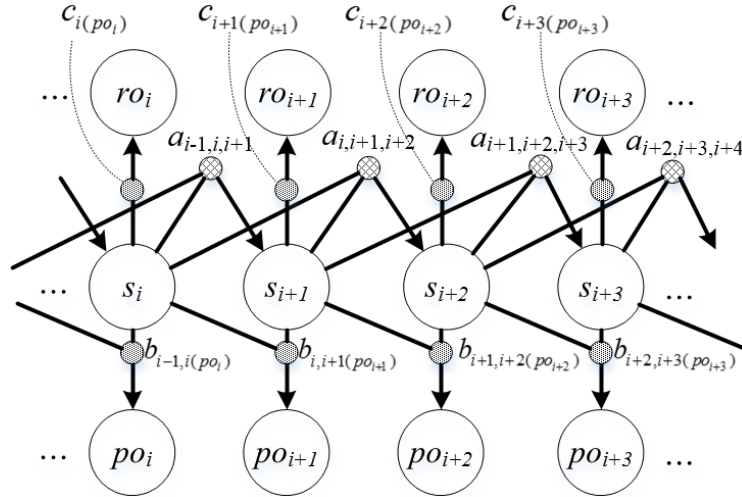 c_{i(po_i)} c_{i+1(po_{i+1})} c_{i+2(po_{i+2})} c_{i+3(po_{i+3})}
... ro_i ro_{i+1} ro_{i+2} ro_{i+3} ...
a_{i-1,i,i+1} a_{i,i+1,i+2} a_{i+1,i+2,i+3} a_{i+2,i+3,i+4}
... s_i s_{i+1} s_{i+2} s_{i+3} ...
b_{i-1,i(po_i)} b_{i,i+1(po_{i+1})} b_{i+1,i+2(po_{i+2})} b_{i+2,i+3(po_{i+3})}
... po_i po_{i+1} po_{i+2} po_{i+3} ...